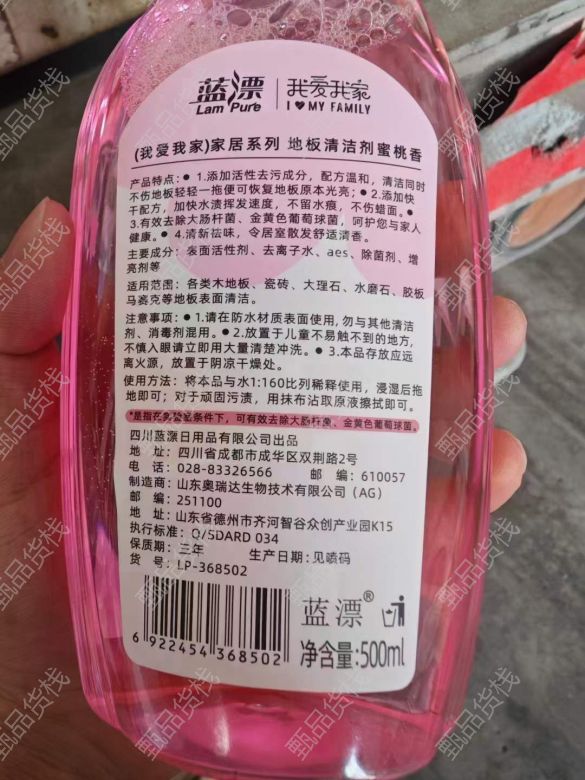 蓝漂 | 我爱我家
Lam Pure I ♥ MY FAMILY
(我爱我家)家居系列 地板清洁剂蜜桃香
产品特点：● 1.添加活性去污成分，配方温和，清洁同时
不伤地板轻轻一拖便可恢复地板原本光亮；● 2.添加快
干配方，加快水渍挥发速度，不留水痕，不伤蜡面。●
3.有效去除大肠杆菌、金黄色葡萄球菌，呵护您与家人
健康。● 4.清新祛味，令居室散发舒适清香。
主要成分：表面活性剂、去离子水、aes、除菌剂、增
亮剂等
适用范围：各类木地板、瓷砖、大理石、水磨石、胶板
马赛克等地板表面清洁。
注意事项：● 1.请在防水材质表面使用,勿与其他清洁
剂、消毒剂混用。● 2.放置于儿童不易触不到的地方,
不慎入眼请立即用大量清楚冲洗。● 3.本品存放应远
离火源，放置于阴凉干燥处。
使用方法：将本品与水1:160比列稀释使用，浸湿后拖
地即可；对于顽固污渍，用抹布沾取原液擦拭即可。
*是指在实验室条件下，可有效去除大肠杆菌、金黄色葡萄球菌。
四川蓝漂日用品有限公司出品
地 址：四川省成都市成华区双荆路2号
电 话：028-83326566 邮 编：610057
制造商：山东奥瑞达生物技术有限公司（AG）
邮 编：251100
地 址：山东省德州市齐河智谷众创产业园K15
执行标准：Q/SDARD 034
保质期：三年 生产日期：见喷码
货 号：LP-368502
6 922454 368502
蓝漂®
净含量:500ml
甄品货栈